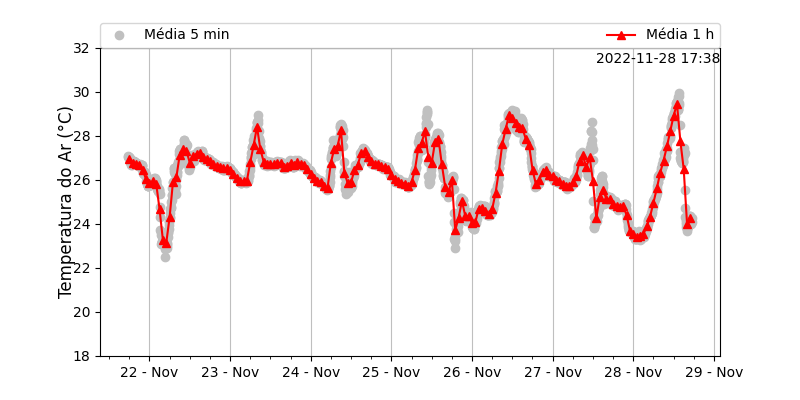 Média 5 min
Média 1 h
2022-11-28 17:38
Temperatura do Ar (°C)
32
30
28
26
24
22
20
18
22 - Nov
23 - Nov
24 - Nov
25 - Nov
26 - Nov
27 - Nov
28 - Nov
29 - Nov